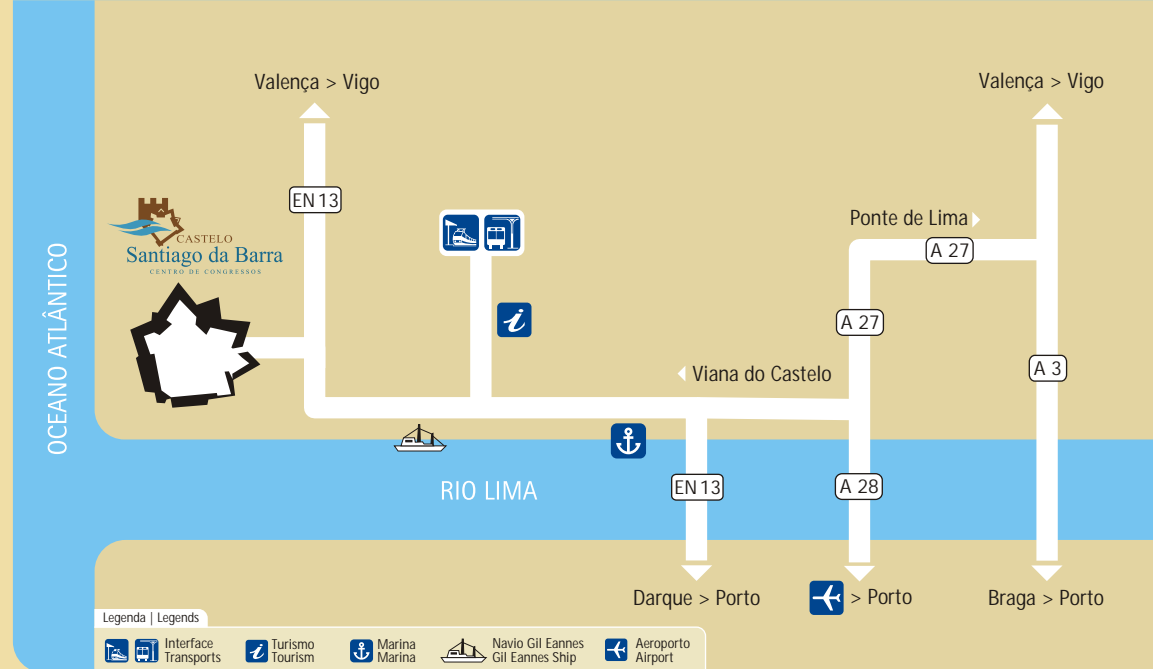 Valença > Vigo
Valença > Vigo
EN 13
CASTELO
Santiago da Barra
CENTRO DE CONGRESSOS
Ponte de Lima
A 27
OCEANO ATLÂNTICO
i
A 27
A 3
Viana do Castelo
RIO LIMA
EN 13
A 28
Darque > Porto
> Porto
Braga > Porto
Legenda | Legends
Interface
Transports
i
Turismo
Tourism
Marina
Marina
Navio Gil Eannes
Gil Eannes Ship
Aeroporto
Airport